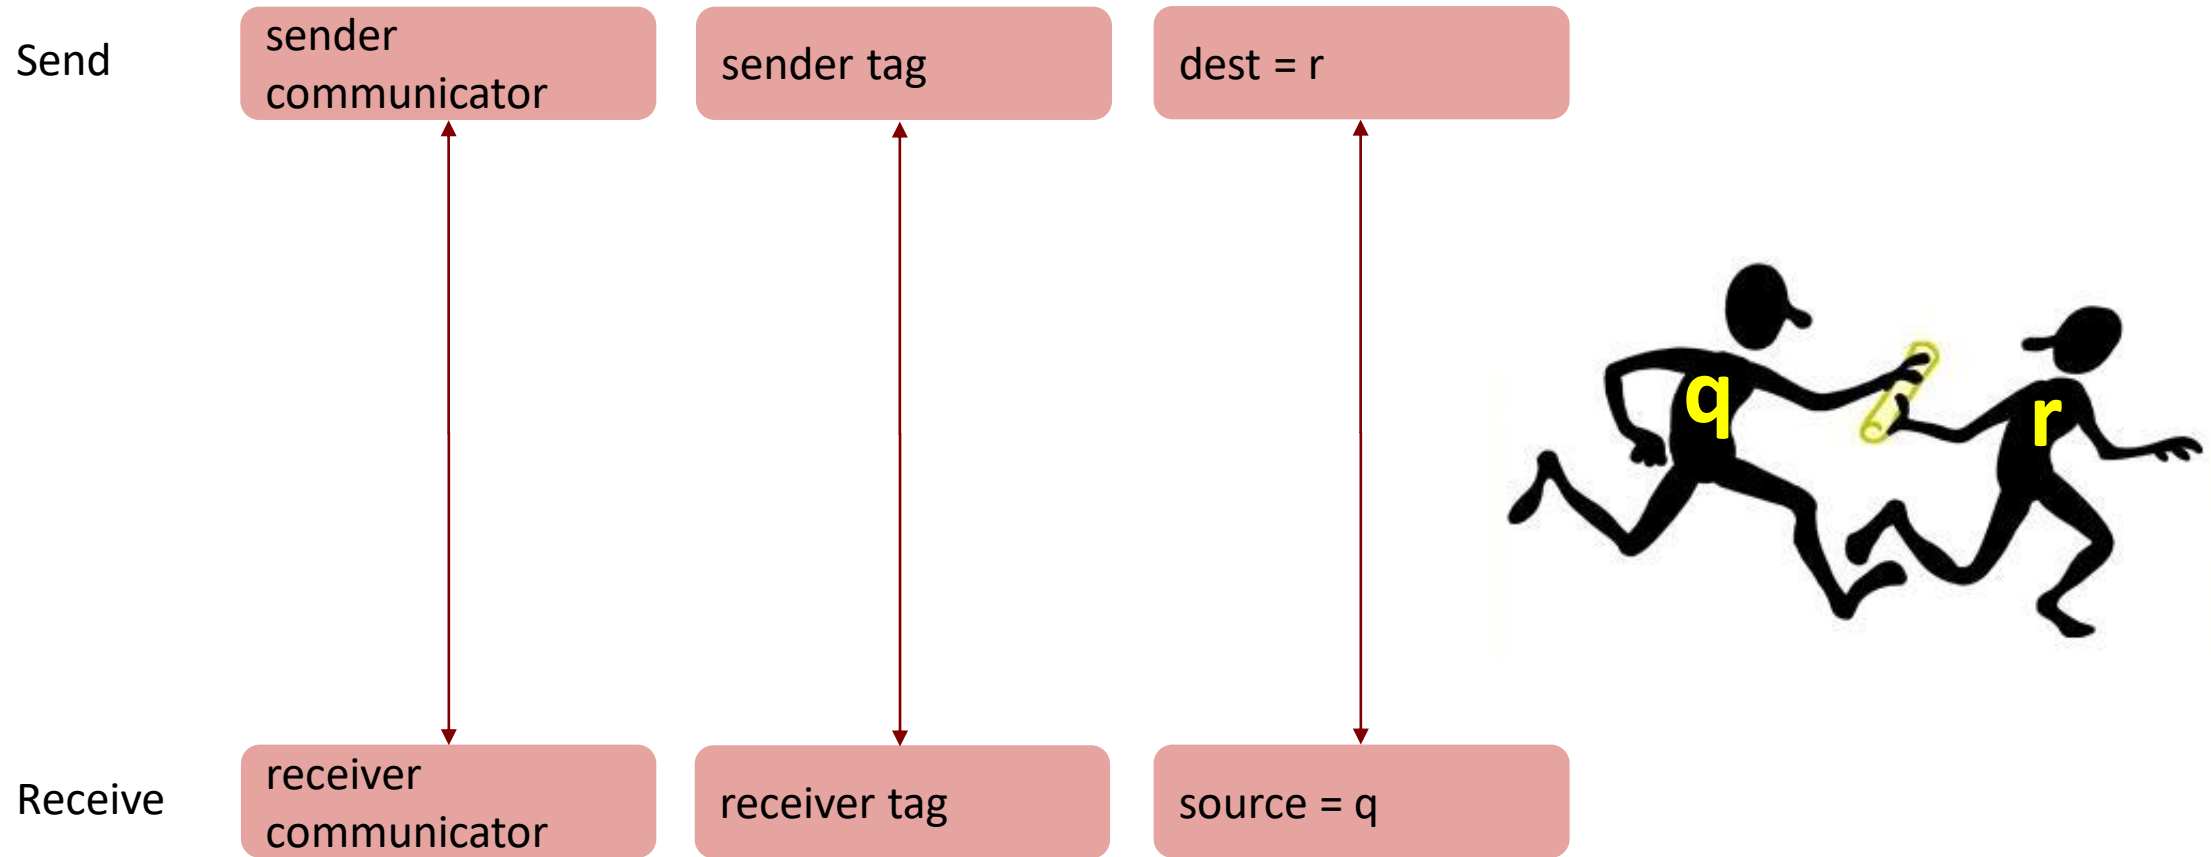 Send
sender
communicator
sender tag
dest = r
q
r
Receive
receiver
communicator
receiver tag
source = q